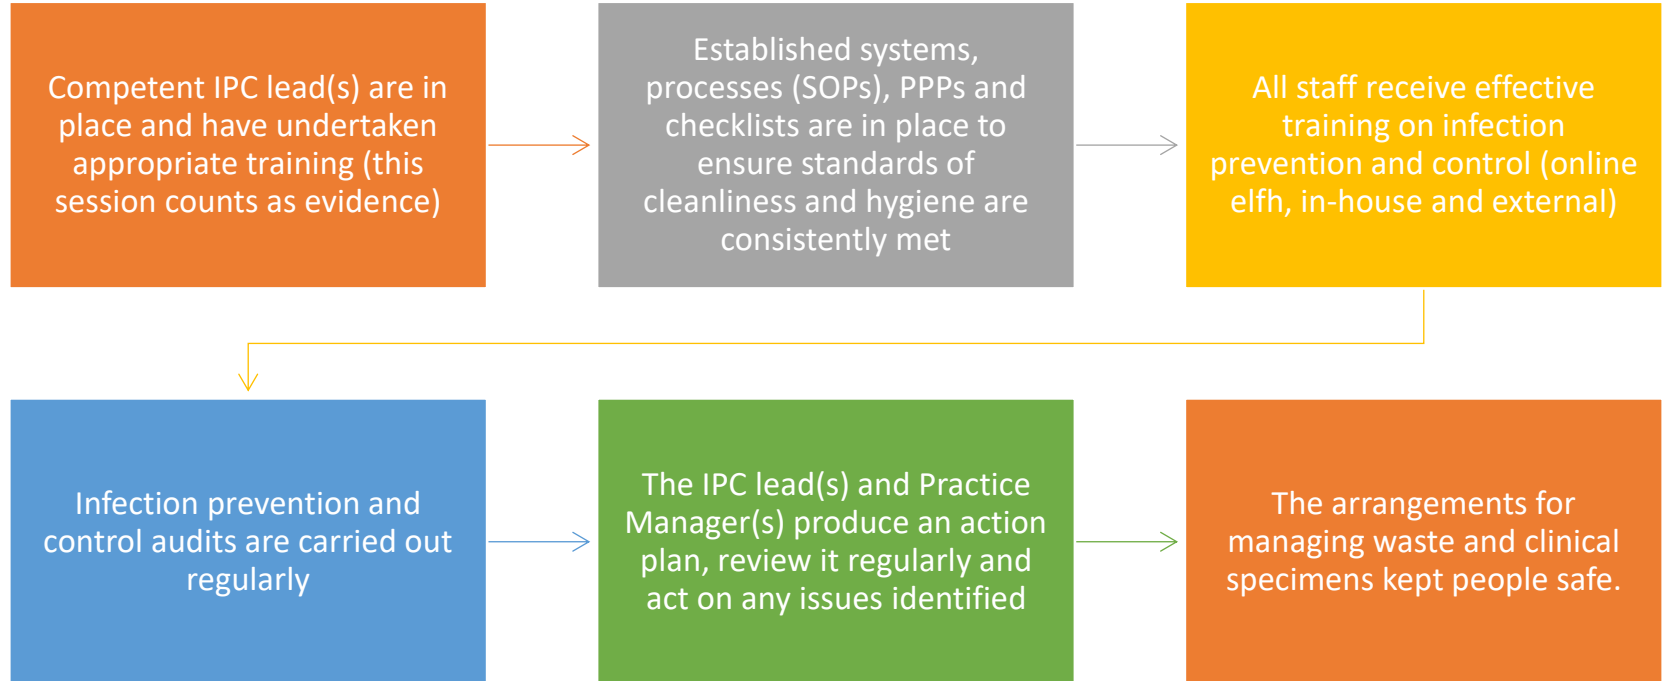 Competent IPC lead(s) are in
place and have undertaken
appropriate training (this
session counts as evidence)
Established systems,
processes (SOPs), PPPs and
checklists are in place to
ensure standards of
cleanliness and hygiene are
consistently met
All staff receive effective
training on infection
prevention and control (online
elfh, in-house and external)
Infection prevention and
control audits are carried out
regularly
The IPC lead(s) and Practice
Manager(s) produce an action
plan, review it regularly and
act on any issues identified
The arrangements for
managing waste and clinical
specimens kept people safe.